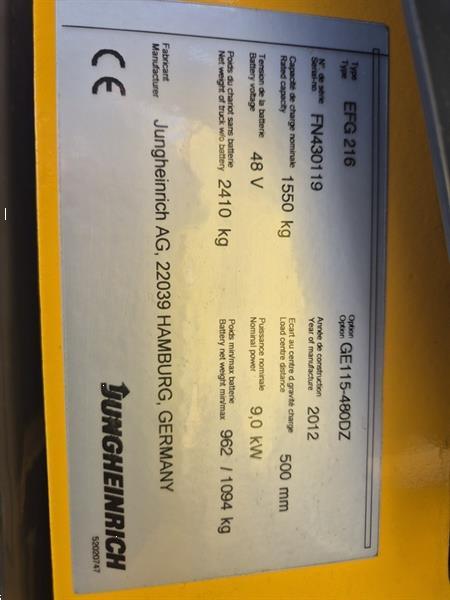 Type
Type EFG 216
Option
Option GE115-480DZ
N° de série
Serial-no FN430119
Année de construction
Year of manufacture 2012
Capacité de charge nominale
Rated capacity 1550 kg
Ecart au centre d gravité charge
Load centre distance 500 mm
Tension de la batterie
Battery voltage 48 V
Puissance nominale
Nominal power 9,0 kW
Poids du chariot sans batterie
Net weight of truck w/o battery 2410 kg
Poids min/max batterie
Battery net weight min/max 962 / 1094 kg
Fabricant
Manufacturer Jungheinrich AG, 22039 HAMBURG, GERMANY
CE
JUNGHEINRICH
52020747